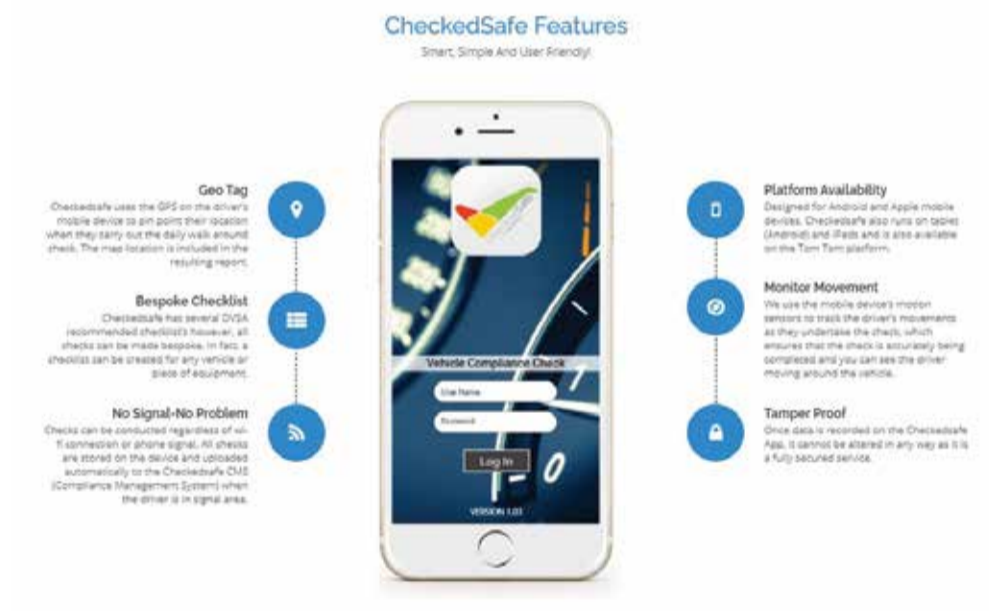 CheckedSafe Features
Smart, Simple And User Friendly!
Geo Tag
Checkedsafe uses the GPS on the driver's
mobile device to pin point their location
when they carry out the daily walk around
check. The map location is included in the
resulting report.
Bespoke Checklist
Checkedsafe has several DVSA
recommended checklist's however, all
checks can be made bespoke. In fact, a
checklist can be created for any vehicle or
piece of equipment.
No Signal-No Problem
Checks can be conducted regardless of wi-
fi connection or phone signal. All checks
are stored on the device and uploaded
automatically to the Checkedsafe CMS
(Compliance Management System) when
the driver is in signal area.
Vehicle Compliance Check
User Name
Password
Log In
VERSION 1.03
Platform Availability
Designed for Android and Apple mobile
devices. Checkedsafe also runs on tablet
(Android) and iPads and is also available
on the Tom Tom platform.
Monitor Movement
We use the mobile device's motion
sensors to track the driver's movements
as they undertake the check, which
ensures that the check is accurately being
completed and you can see the driver
moving around the vehicle.
Tamper Proof
Once data is recorded on the Checkedsafe
App, it cannot be altered in any way as it is
a fully secured service.